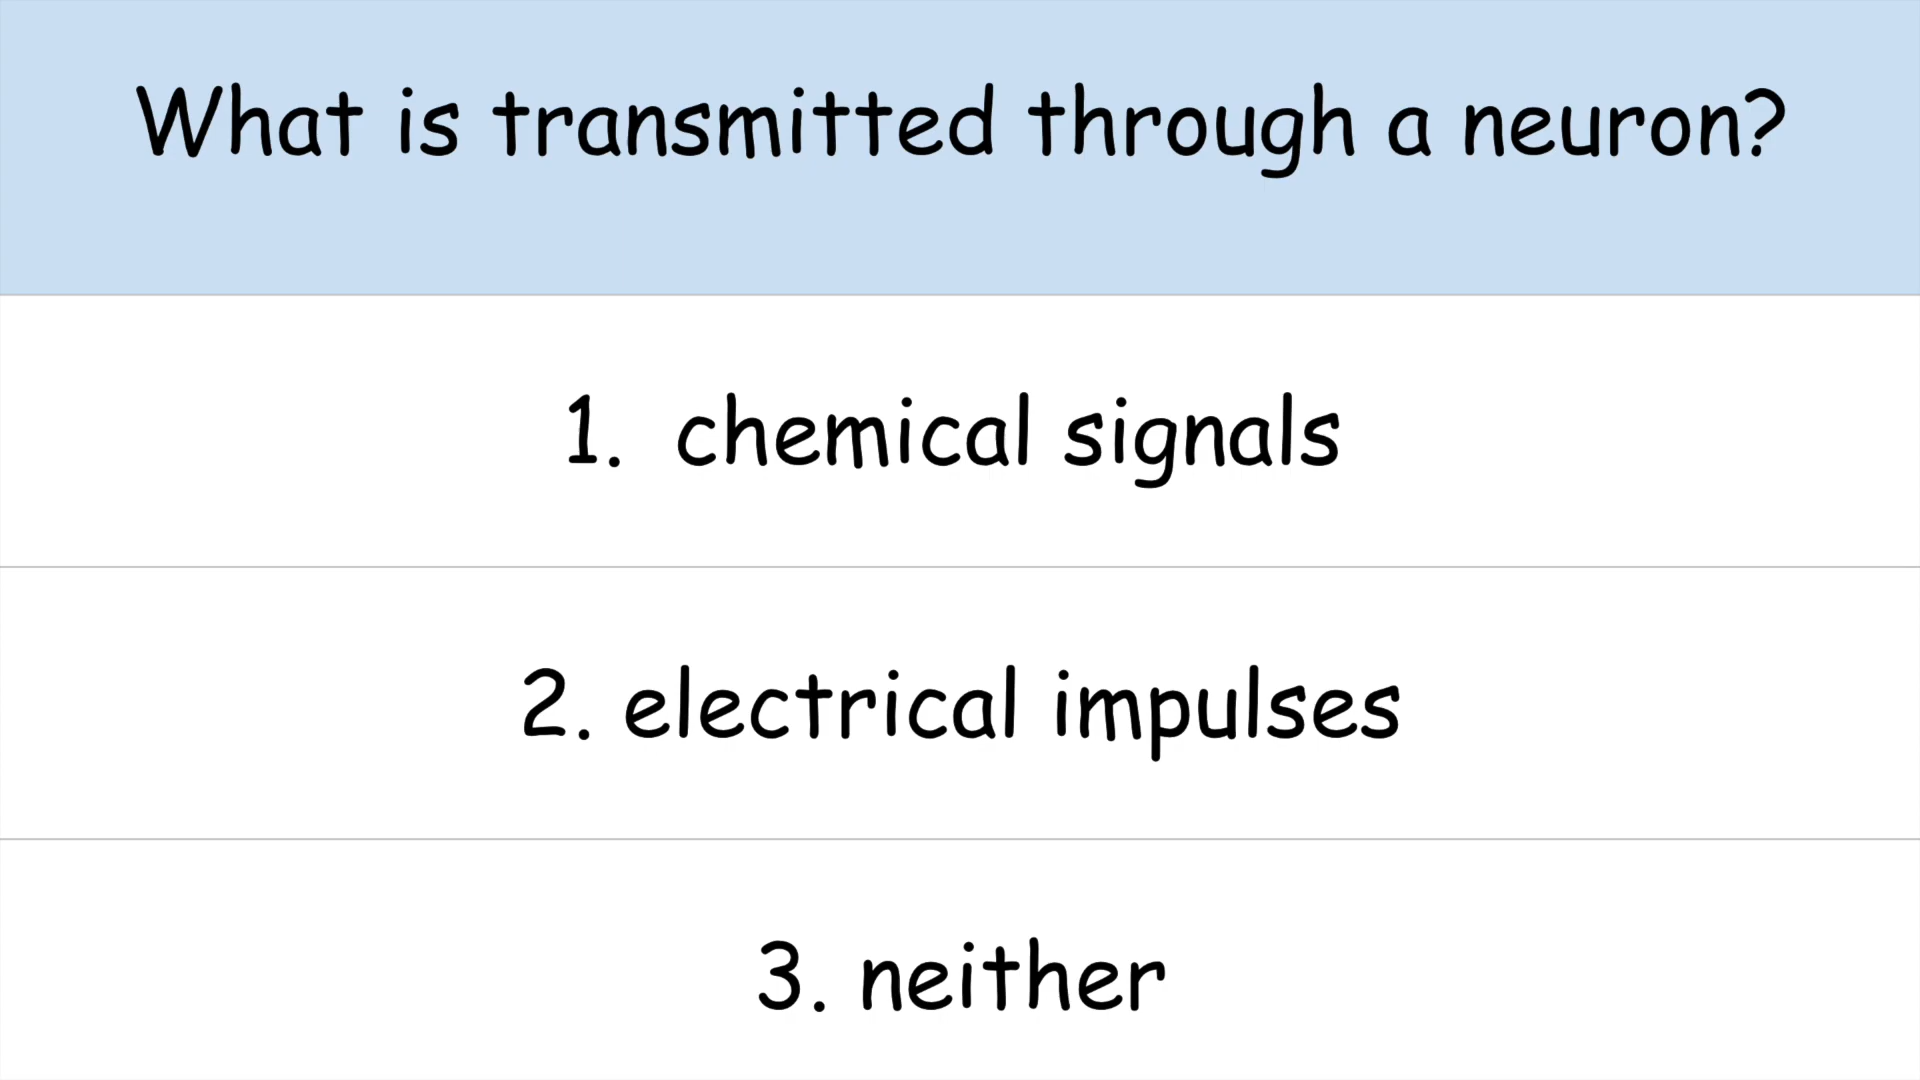 What is transmitted through a neuron?
1. chemical signals
2. electrical impulses
3. neither